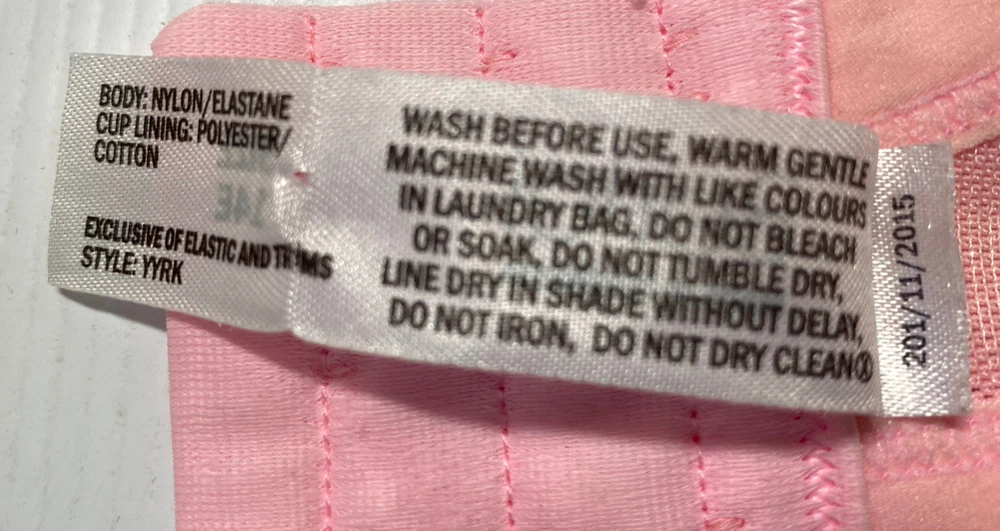 BODY: NYLON/ELASTANE
CUP LINING: POLYESTER/
COTTON
EXCLUSIVE OF ELASTIC AND TRIMS
STYLE: YYRK
WASH BEFORE USE, WARM GENTLE
MACHINE WASH WITH LIKE COLOURS
IN LAUNDRY BAG, DO NOT BLEACH
OR SOAK, DO NOT TUMBLE DRY,
LINE DRY IN SHADE WITHOUT DELAY,
DO NOT IRON, DO NOT DRY CLEAN
201/11/2015